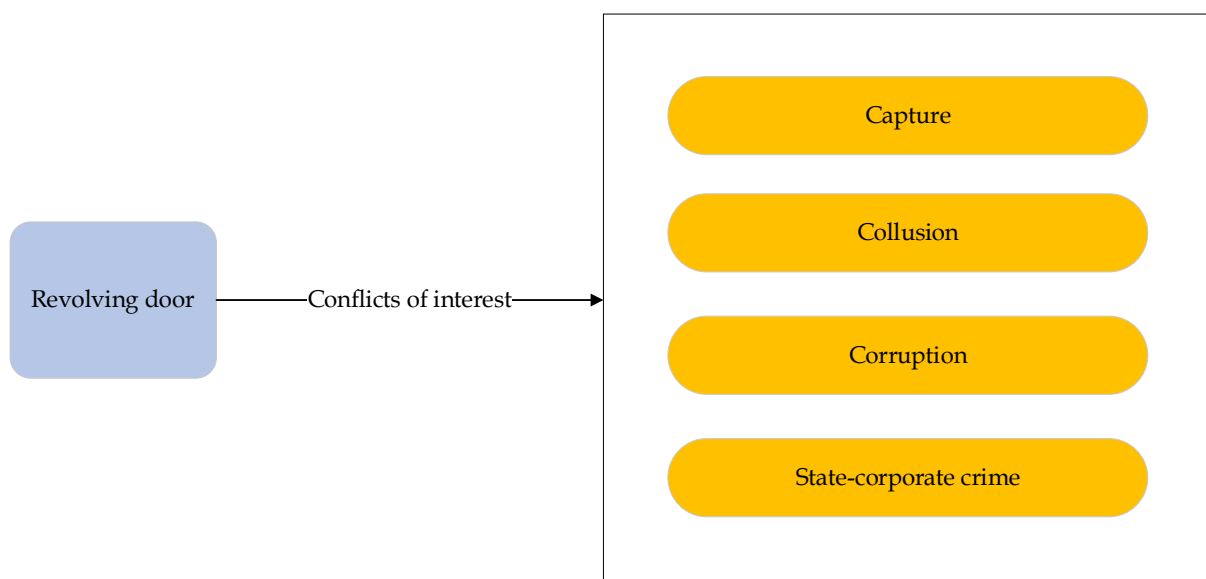 Revolving door
Conflicts of interest
Capture
Collusion
Corruption
State-corporate crime